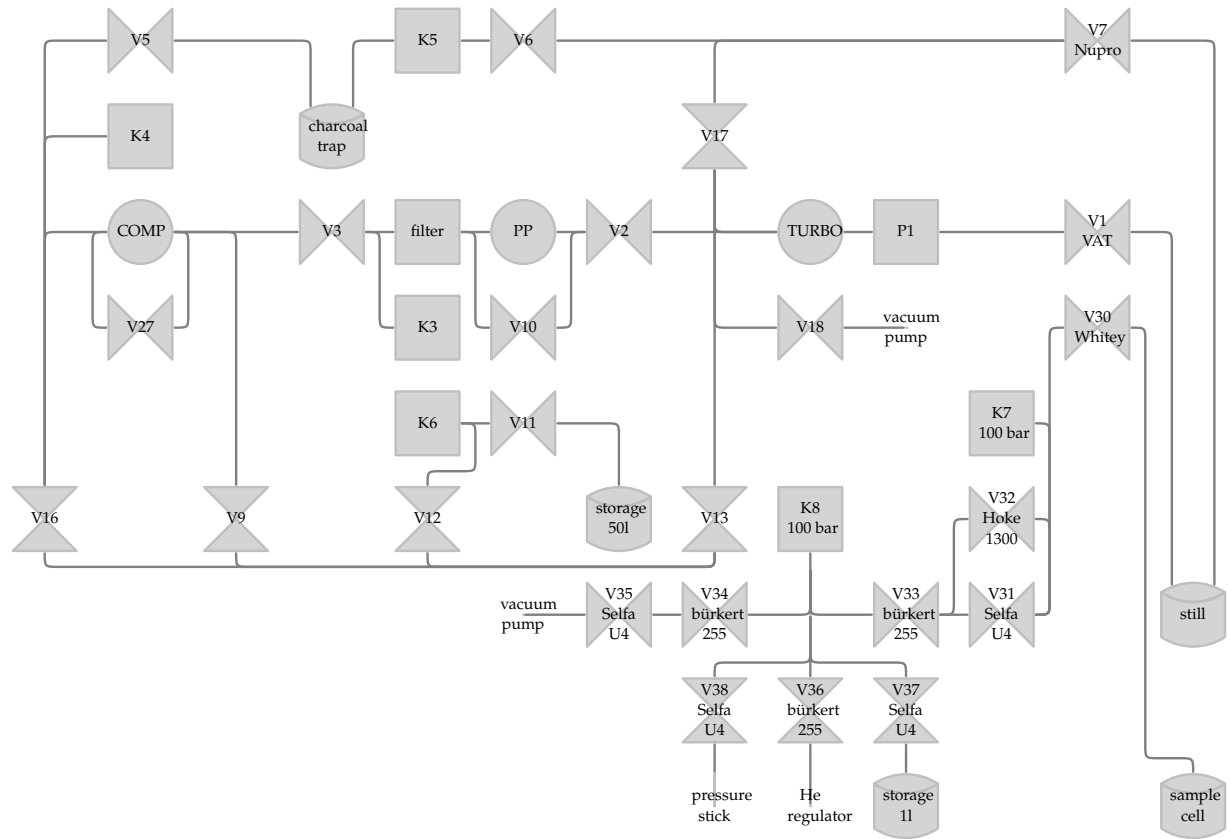 V5
K5
V6
V7
Nupro
K4
charcoal
trap
V17
COMP
V3
filter
PP
V2
TURBO
P1
V1
VAT
V27
K3
V10
V18
vacuum
pump
V30
Whitey
K6
V11
K7
100 bar
V16
V9
V12
storage
50l
V13
K8
100 bar
V32
Hoke
1300
vacuum
pump
V35
Selfa
U4
V34
bürkert
255
V33
bürkert
255
V31
Selfa
U4
still
V38
Selfa
U4
V36
bürkert
255
V37
Selfa
U4
pressure
stick
He
regulator
storage
1l
sample
cell